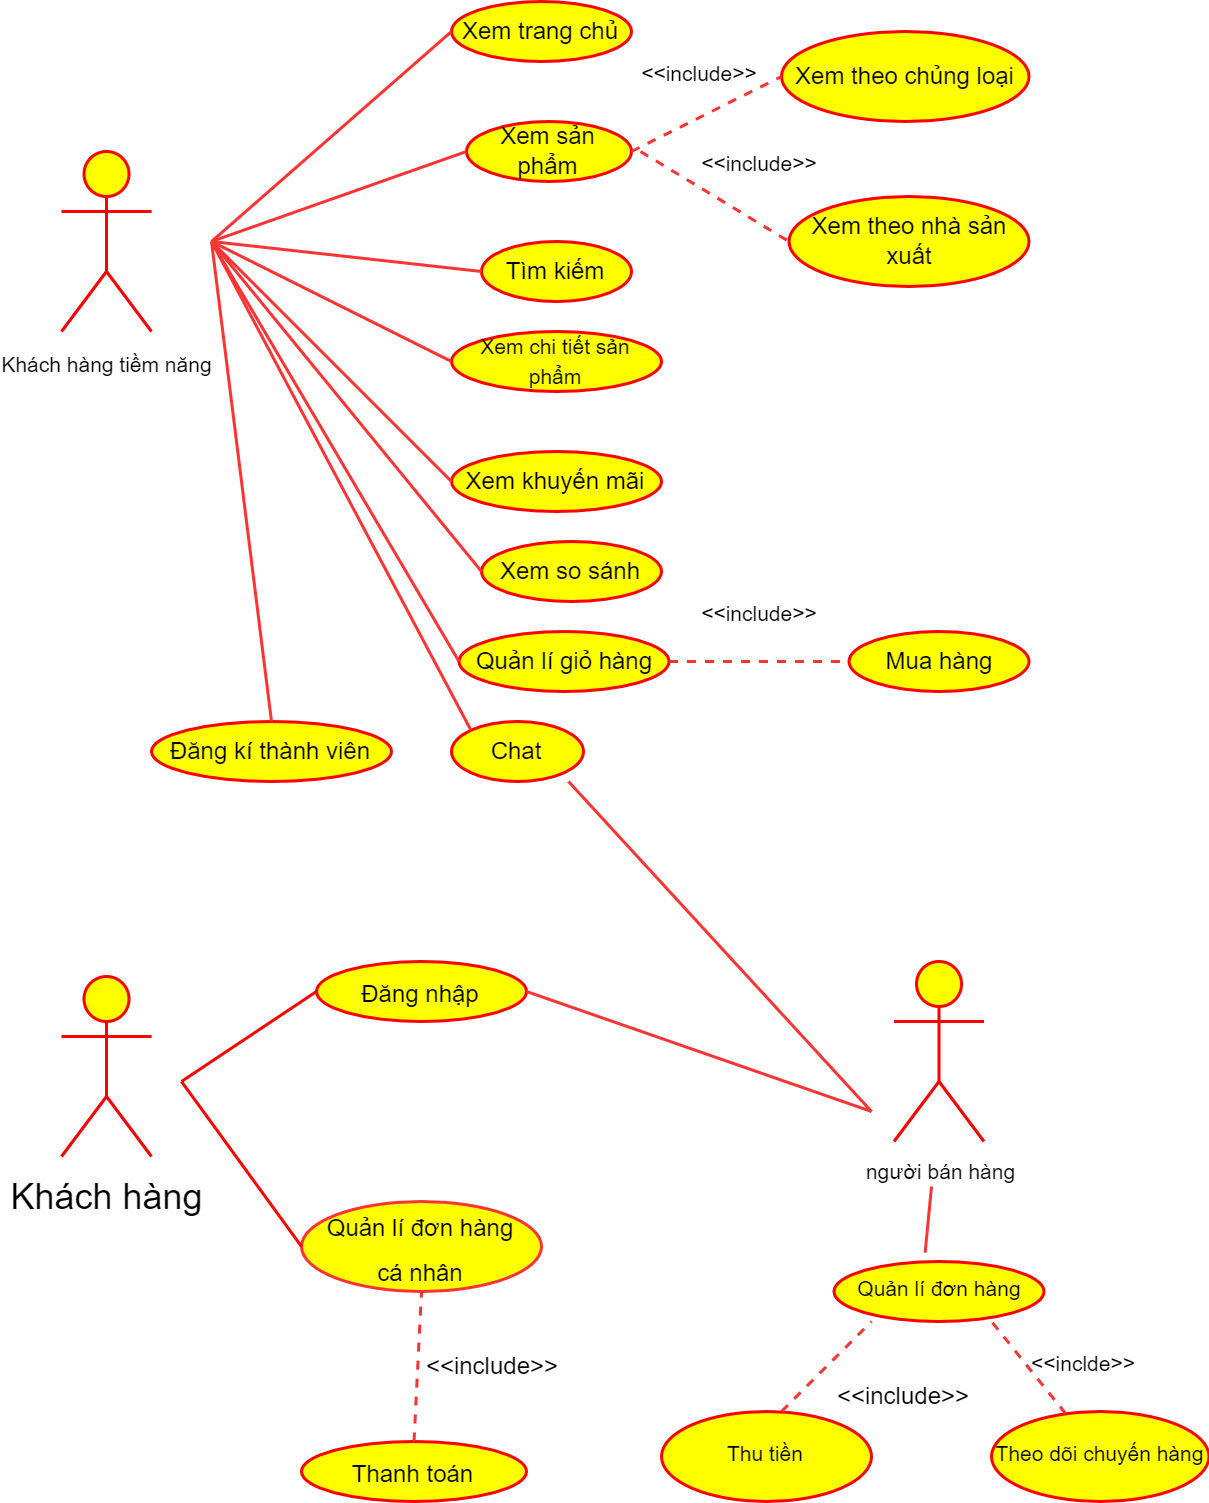 Xem trang chủ
<<include>>
Xem theo chủng loại
Xem sản
phẩm
<<include>>
Xem theo nhà sản
xuất
Tìm kiếm
Khách hàng tiềm năng
Xem chi tiết sản
phẩm
Xem khuyến mãi
Xem so sánh
<<include>>
Quản lí giỏ hàng
Mua hàng
Đăng kí thành viên
Chat
Đăng nhập
người bán hàng
Khách hàng
Quản lí đơn hàng
cá nhân
Quản lí đơn hàng
<<include>>
<<inclde>>
<<include>>
Thu tiền
Theo dõi chuyến hàng
Thanh toán